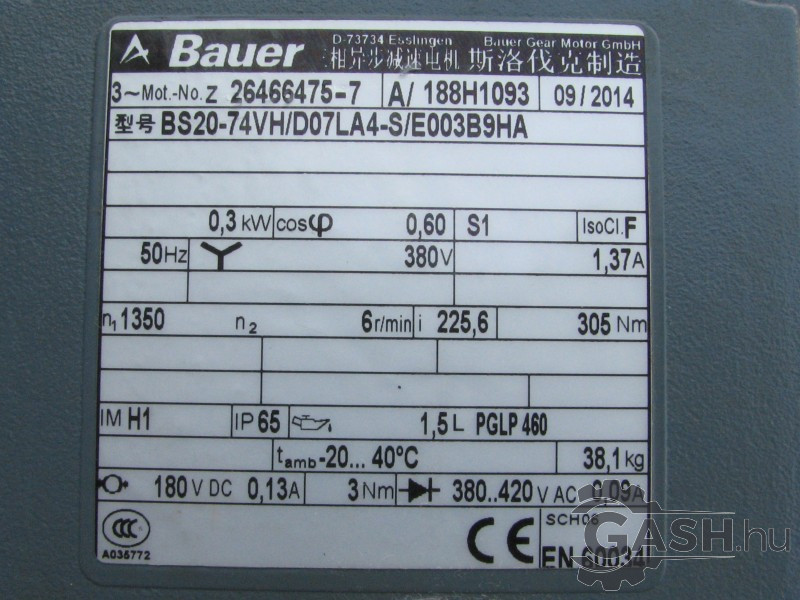 Bauer
D-73734 Esslingen Bauer Gear Motor GmbH
三相异步减速电机 斯洛伐克制造
3~Mot.-No. Z 26466475-7 A/ 188H1093 09/2014
型号 BS20-74VH/D07LA4-S/E003B9HA
0,3 kW cosφ 0,60 S1 IsoCl. F
50Hz 380V 1,37A
n1 1350 n2 6r/min i 225,6 305 Nm
IM H1 IP 65 1,5 L PGLP 460
tamb -20... 40°C 38,1kg
180 V DC 0,13A 3 Nm 380..420 V AC 0,09A
CCC
A035772
CE
SCH06
EN 60034
GASH.hu